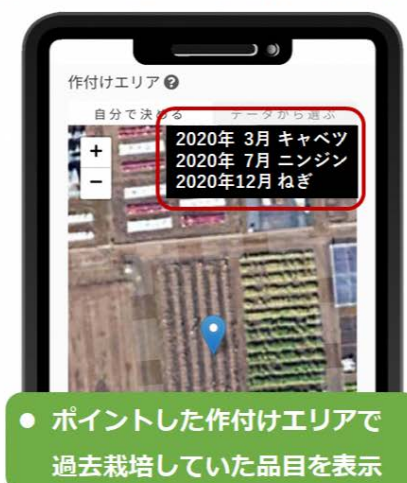 作付けエリア ?
自分で決める データから選ぶ
+
−
2020年 3月 キャベツ
2020年 7月 ニンジン
2020年12月 ねぎ
● ポイントした作付けエリアで
過去栽培していた品目を表示